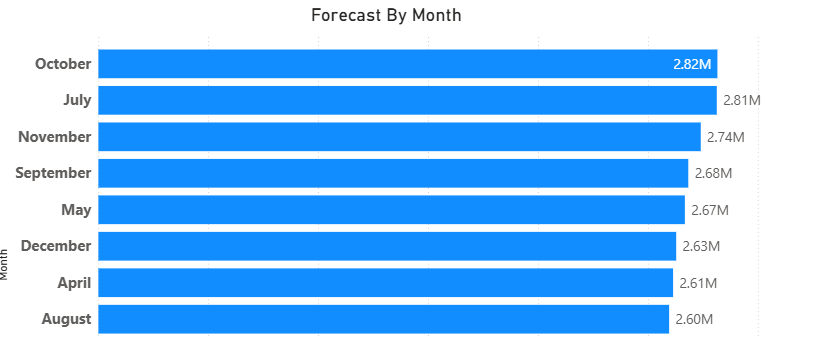 Forecast By Month
October 2.82M
July 2.81M
November 2.74M
September 2.68M
May 2.67M
December 2.63M
April 2.61M
August 2.60M
Month